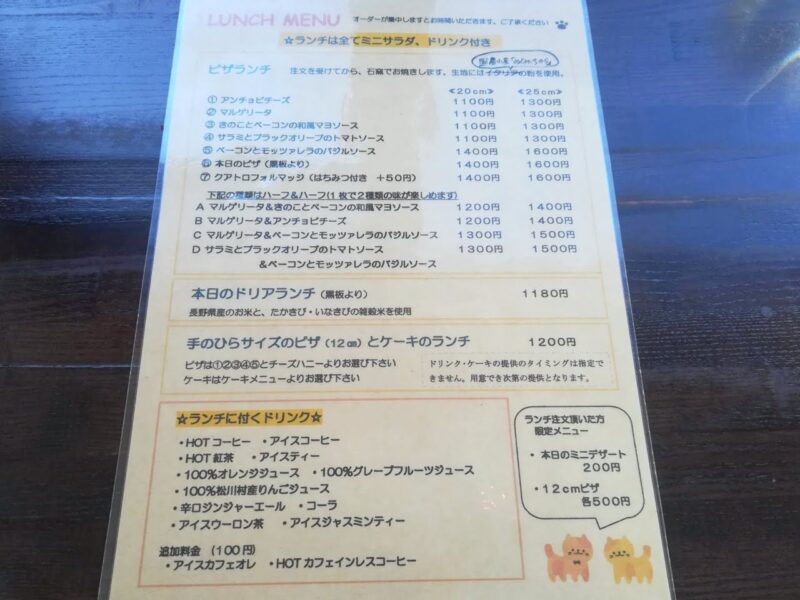 LUNCH MENU オーダーが集中しますとお時間いただきます。ご了承ください
☆ランチは全てミニサラダ、ドリンク付き
ピザランチ 注文を受けてから、石窯でお焼きします。生地にはイタリアの粉を使用。
≪20cm≫ ≪25cm≫
① アンチョビチーズ 1100円 1300円
② マルゲリータ 1100円 1300円
③ きのことベーコンの和風マヨソース 1100円 1300円
④ サラミとブラックオリーブのトマトソース 1100円 1300円
⑤ ベーコンとモッツァレラのバジルソース 1400円 1600円
⑥ 本日のピザ(黒板より) 1400円 1600円
⑦ クアトロフォルマッジ(はちみつ付き +50円) 1400円 1600円
下記の種類はハーフ&ハーフ(1枚で2種類の味が楽しめます)
A マルゲリータ&きのことベーコンの和風マヨソース 1200円 1400円
B マルゲリータ&アンチョビチーズ 1200円 1400円
C マルゲリータ&ベーコンとモッツァレラのバジルソース 1300円 1500円
D サラミとブラックオリーブのトマトソース 1300円 1500円
&ベーコンとモッツァレラのバジルソース
本日のドリアランチ(黒板より) 1180円
長野県産のお米と、たかきび・いなきびの雑穀米を使用
手のひらサイズのピザ(12㎝)とケーキのランチ 1200円
ピザは①②③④⑤とチーズハニーよりお選び下さい
ケーキはケーキメニューよりお選び下さい
ドリンク・ケーキの提供のタイミングは指定で
きません。用意でき次第の提供となります。
☆ランチに付くドリンク☆
・HOTコーヒー ・アイスコーヒー
・HOT紅茶 ・アイスティー
・100%オレンジジュース ・100%グレープフルーツジュース
・100%松川村産りんごジュース
・辛口ジンジャーエール ・コーラ
・アイスウーロン茶 ・アイスジャスミンティー
追加料金 (100円)
・アイスカフェオレ ・HOTカフェインレスコーヒー
ランチ注文頂いた方
限定メニュー
・本日のミニデザート
200円
・12cmピザ
各500円